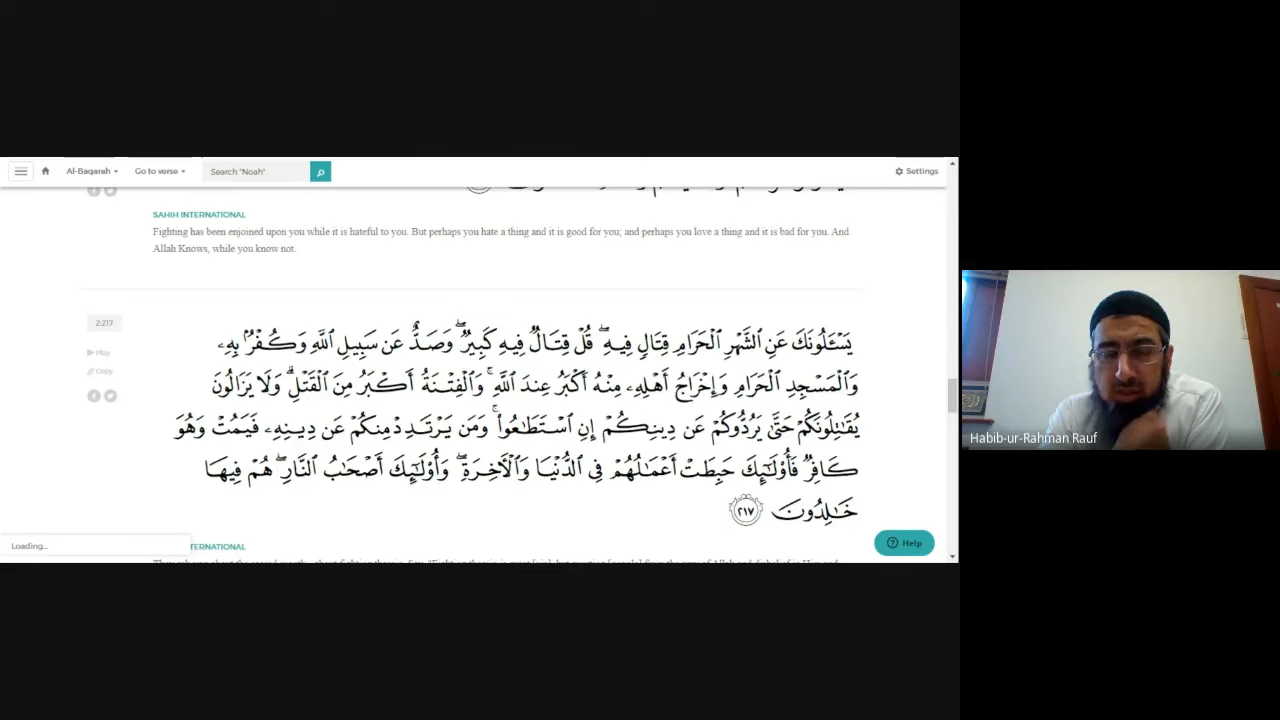 Al-Baqarah Go to verse Search "Noah" Settings
SAHIH INTERNATIONAL
Fighting has been enjoined upon you while it is hateful to you. But perhaps you hate a thing and it is good for you; and perhaps you love a thing and it is bad for you. And
Allah Knows, while you know not.
2:217
يَسْـَٔلُونَكَ عَنِ ٱلشَّهْرِ ٱلْحَرَامِ قِتَالٍ فِيهِ ۖ قُلْ قِتَالٌ فِيهِ كَبِيرٌ ۖ وَصَدٌّ عَن سَبِيلِ ٱللَّهِ وَكُفْرٌۢ بِهِۦ
Play
Copy
وَٱلْمَسْجِدِ ٱلْحَرَامِ وَإِخْرَاجُ أَهْلِهِۦ مِنْهُ أَكْبَرُ عِندَ ٱللَّهِ ۚ وَٱلْفِتْنَةُ أَكْبَرُ مِنَ ٱلْقَتْلِ ۗ وَلَا يَزَالُونَ
يُقَـٰتِلُونَكُمْ حَتَّىٰ يَرُدُّوكُمْ عَن دِينِكُمْ إِنِ ٱسْتَطَـٰعُوا۟ ۚ وَمَن يَرْتَدِدْ مِنكُمْ عَن دِينِهِۦ فَيَمُتْ وَهُوَ
كَافِرٌ فَأُو۟لَـٰٓئِكَ حَبِطَتْ أَعْمَـٰلُهُمْ فِى ٱلدُّنْيَا وَٱلْـَٔاخِرَةِ ۖ وَأُو۟لَـٰٓئِكَ أَصْحَـٰبُ ٱلنَّارِ ۖ هُمْ فِيهَا
خَـٰلِدُونَ ٢١٧
Loading...
TERNATIONAL
Help
Habib-ur-Rahman Rauf